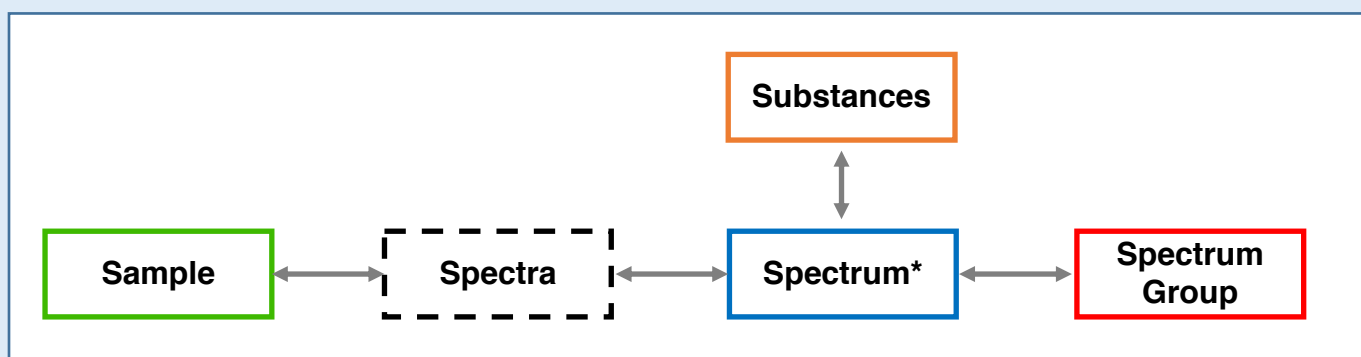 Substances
Sample
Spectra
Spectrum*
Spectrum
Group